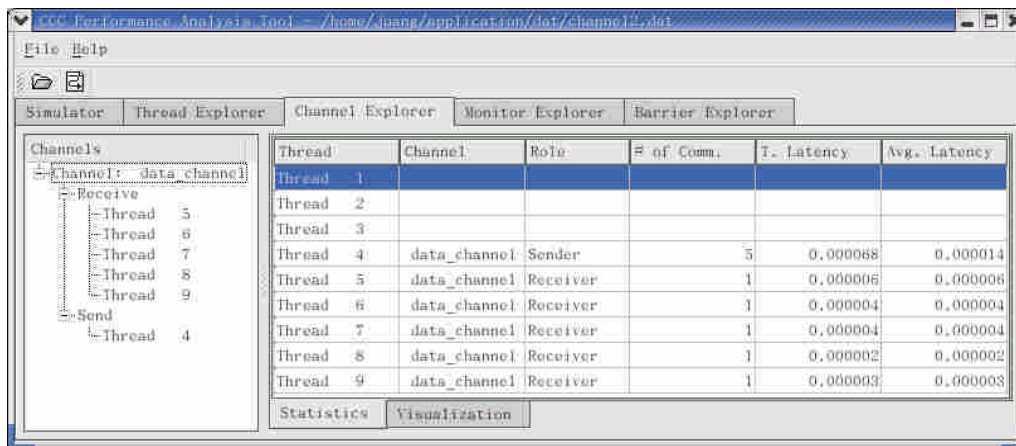 CCC Performance Analysis Tool - /home/juang/application/dat/channel2.dat
File Help
Simulator Thread Explorer Channel Explorer Monitor Explorer Barrier Explorer
Channels
Channel: data_channel
Receive
Thread 5
Thread 6
Thread 7
Thread 8
Thread 9
Send
Thread 4
Thread Channel Role # of Comm. T. Latency Avg. Latency
Thread 1
Thread 2
Thread 3
Thread 4 data_channel Sender 5 0.000068 0.000014
Thread 5 data_channel Receiver 1 0.000006 0.000006
Thread 6 data_channel Receiver 1 0.000004 0.000004
Thread 7 data_channel Receiver 1 0.000004 0.000004
Thread 8 data_channel Receiver 1 0.000002 0.000002
Thread 9 data_channel Receiver 1 0.000003 0.000003
Statistics Visualization